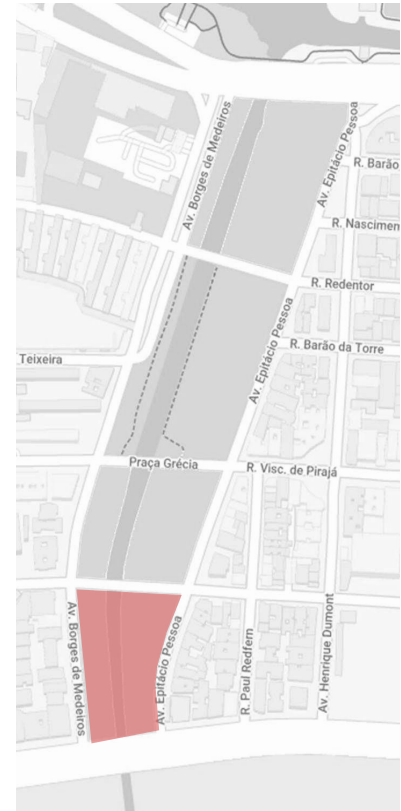 Av. Borges de Medeiros
Av. Epitácio Pessoa
R. Barão
R. Nascimen
R. Redentor
Av. Epitácio Pessoa
R. Barão da Torre
Teixeira
Praça Grécia
R. Visc. de Pirajá
Av. Borges de Medeiros
Av. Epitácio Pessoa
R. Paul Redfern
Av. Henrique Dumont